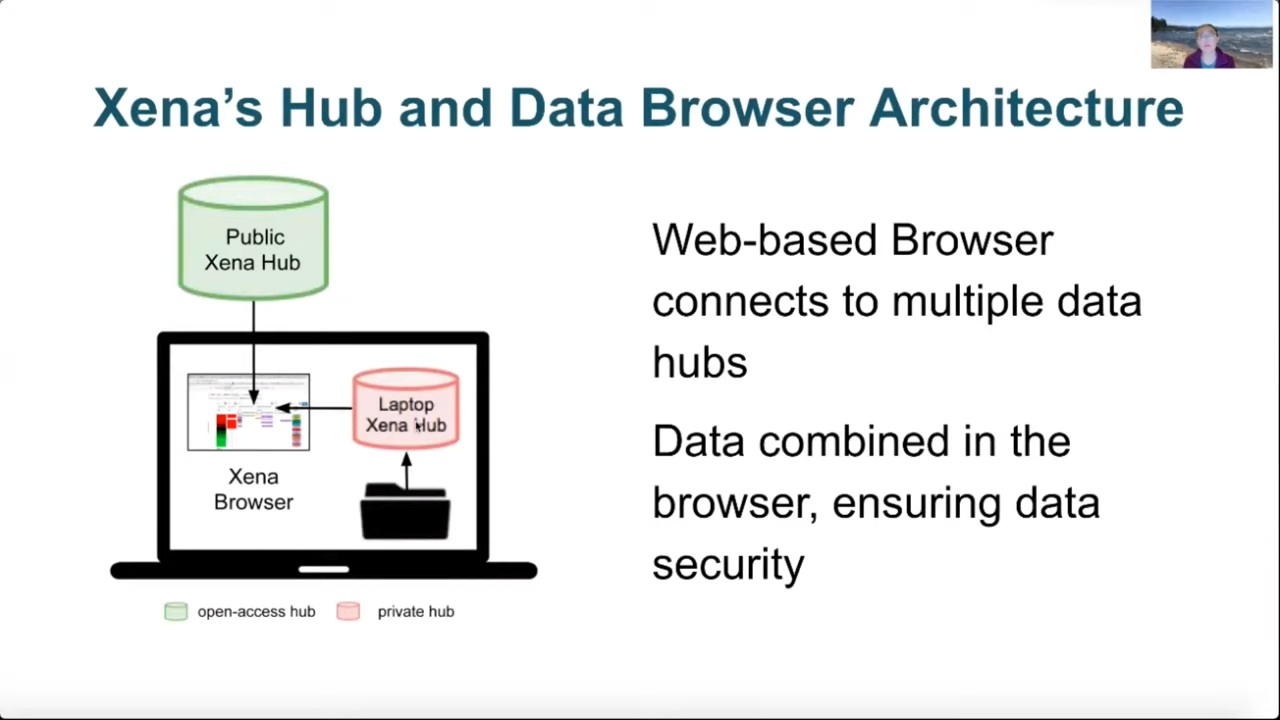 Xena’s Hub and Data Browser Architecture
Public
Xena Hub
Laptop
Xena Hub
Xena
Browser
open-access hub
private hub
Web-based Browser
connects to multiple data
hubs
Data combined in the
browser, ensuring data
security